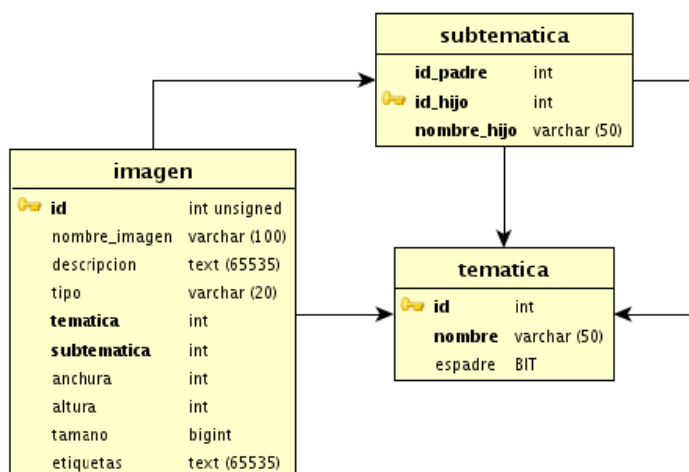 subtematica
id_padre int
id_hijo int
nombre_hijo varchar (50)
imagen
id int unsigned
nombre_imagen varchar (100)
descripcion text (65535)
tipo varchar (20)
tematica int
subtematica int
anchura int
altura int
tamano bigint
etiquetas text (65535)
tematica
id int
nombre varchar (50)
espadre BIT